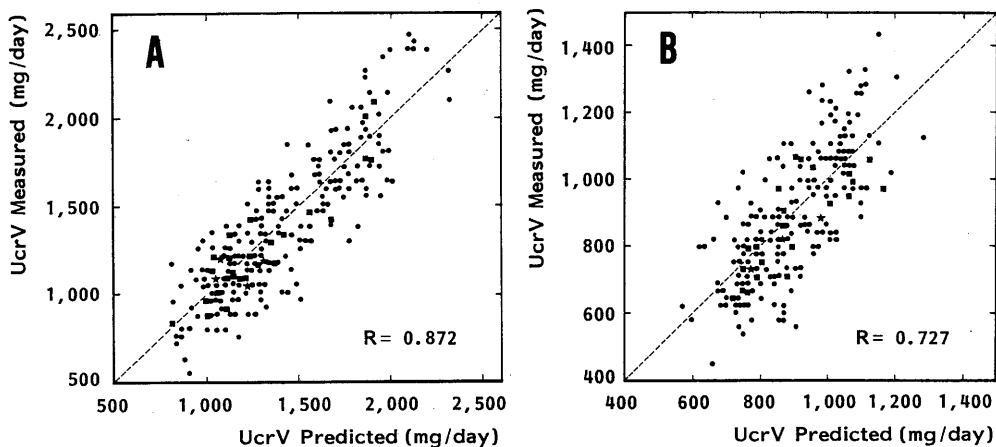 A
UcrV Measured (mg/day)
2,500
2,000
1,500
1,000
500
R= 0.872
500 1,000 1,500 2,000 2,500
UcrV Predicted (mg/day)
B
UcrV Measured (mg/day)
1,400
1,200
1,000
800
600
400
R= 0.727
400 600 800 1,000 1,200 1,400
UcrV Predicted (mg/day)